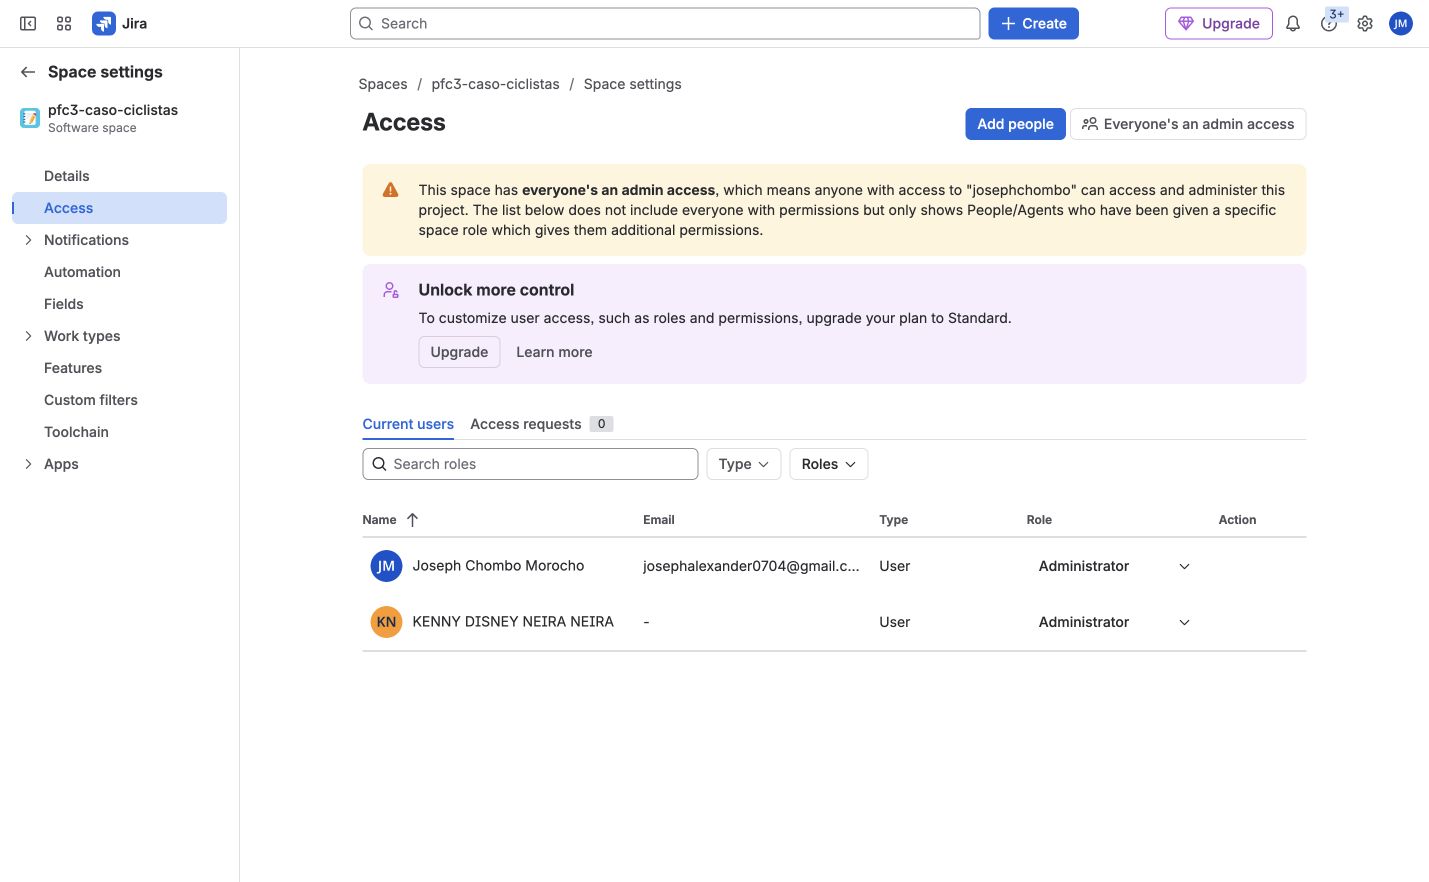 Jira
Search
Create
Upgrade
3+
JM
Space settings
pfc3-caso-ciclistas
Software space
Details
Access
Notifications
Automation
Fields
Work types
Features
Custom filters
Toolchain
Apps
Spaces / pfc3-caso-ciclistas / Space settings
Access
Add people
Everyone's an admin access
This space has everyone's an admin access, which means anyone with access to "josephchombo" can access and administer this
project. The list below does not include everyone with permissions but only shows People/Agents who have been given a specific
space role which gives them additional permissions.
Unlock more control
To customize user access, such as roles and permissions, upgrade your plan to Standard.
Upgrade Learn more
Current users Access requests 0
Search roles Type Roles
Name Email Type Role Action
JM Joseph Chombo Morocho josephalexander0704@gmail.c... User Administrator
KN KENNY DISNEY NEIRA NEIRA - User Administrator